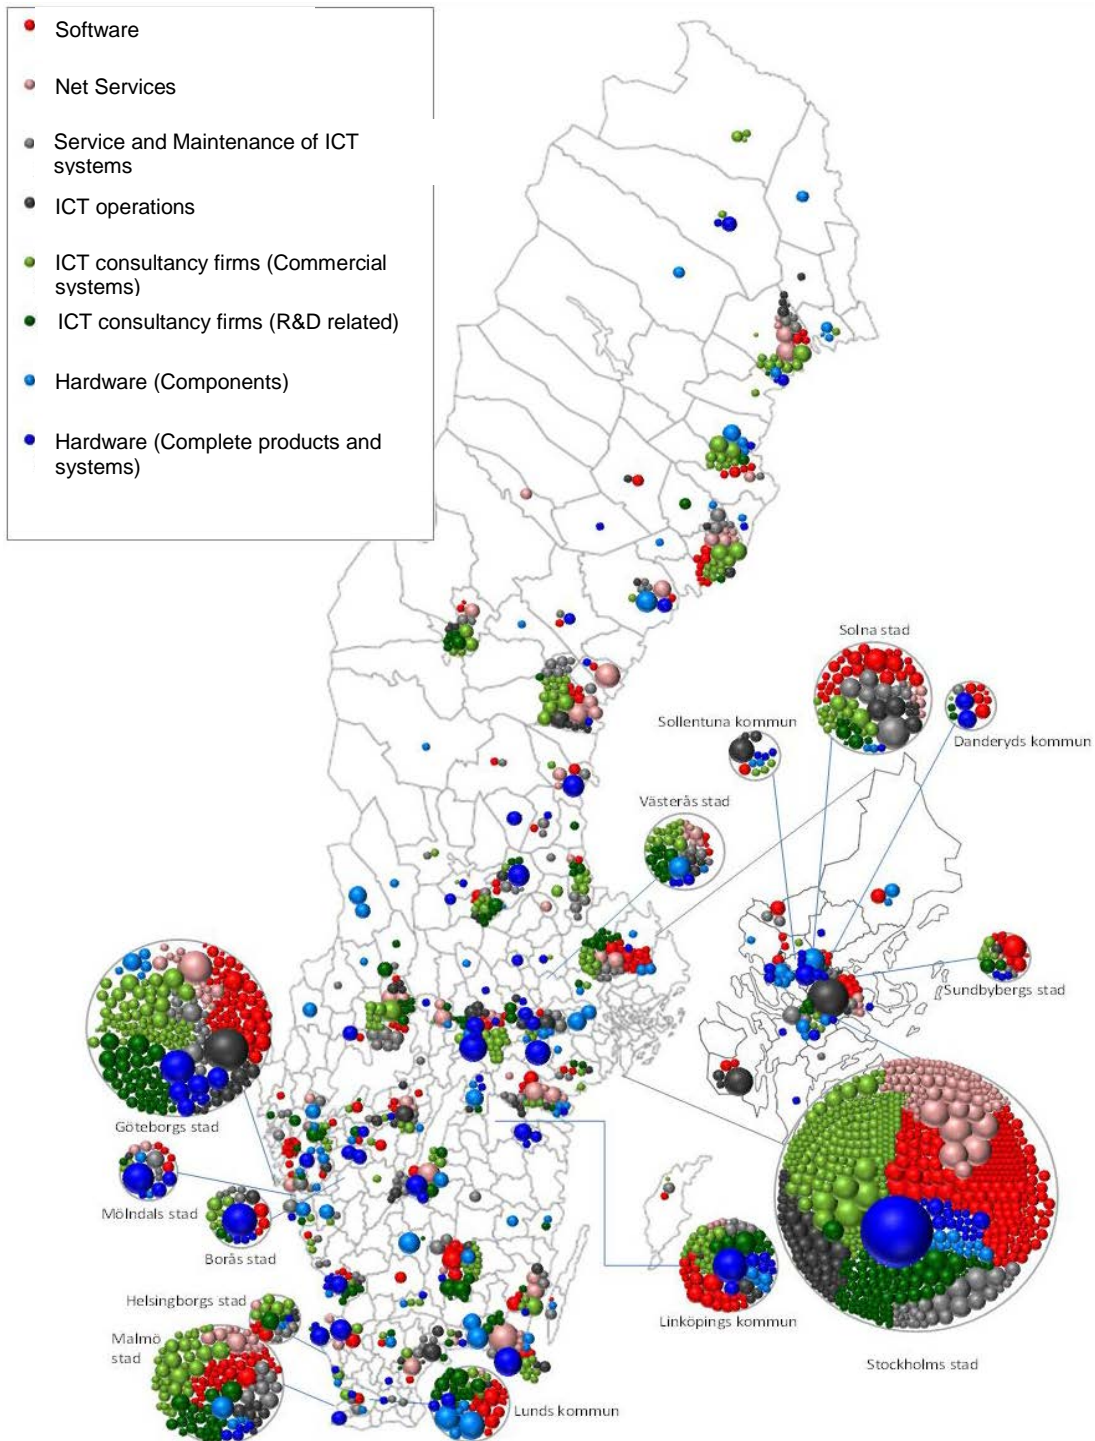 Software
Net Services
Service and Maintenance of ICT
systems
ICT operations
ICT consultancy firms (Commercial
systems)
ICT consultancy firms (R&D related)
Hardware (Components)
Hardware (Complete products and
systems)
Solna stad
Sollentuna kommun
Danderyds kommun
Västerås stad
Sundbybergs stad
Göteborgs stad
Mölndals stad
Borås stad
Helsingborgs stad
Malmö
stad
Linköpings kommun
Stockholms stad
Lunds kommun